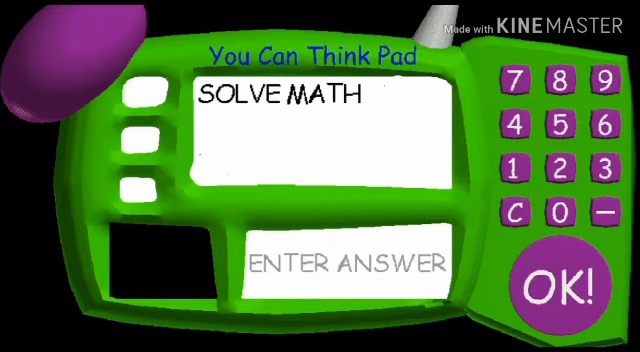 Made with KINEMASTER
You Can Think Pad
SOLVE MATH
7 8 9
4 5 6
1 2 3
C 0 −
ENTER ANSWER
OK!